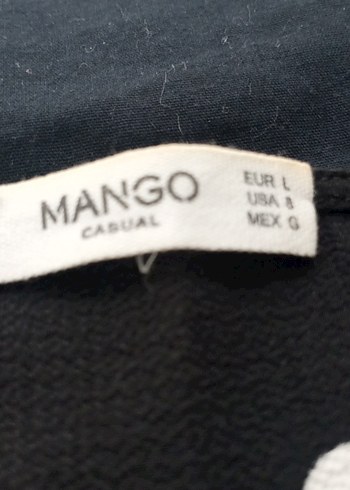 MANGO
CASUAL
EUR L
USA 8
MEX G